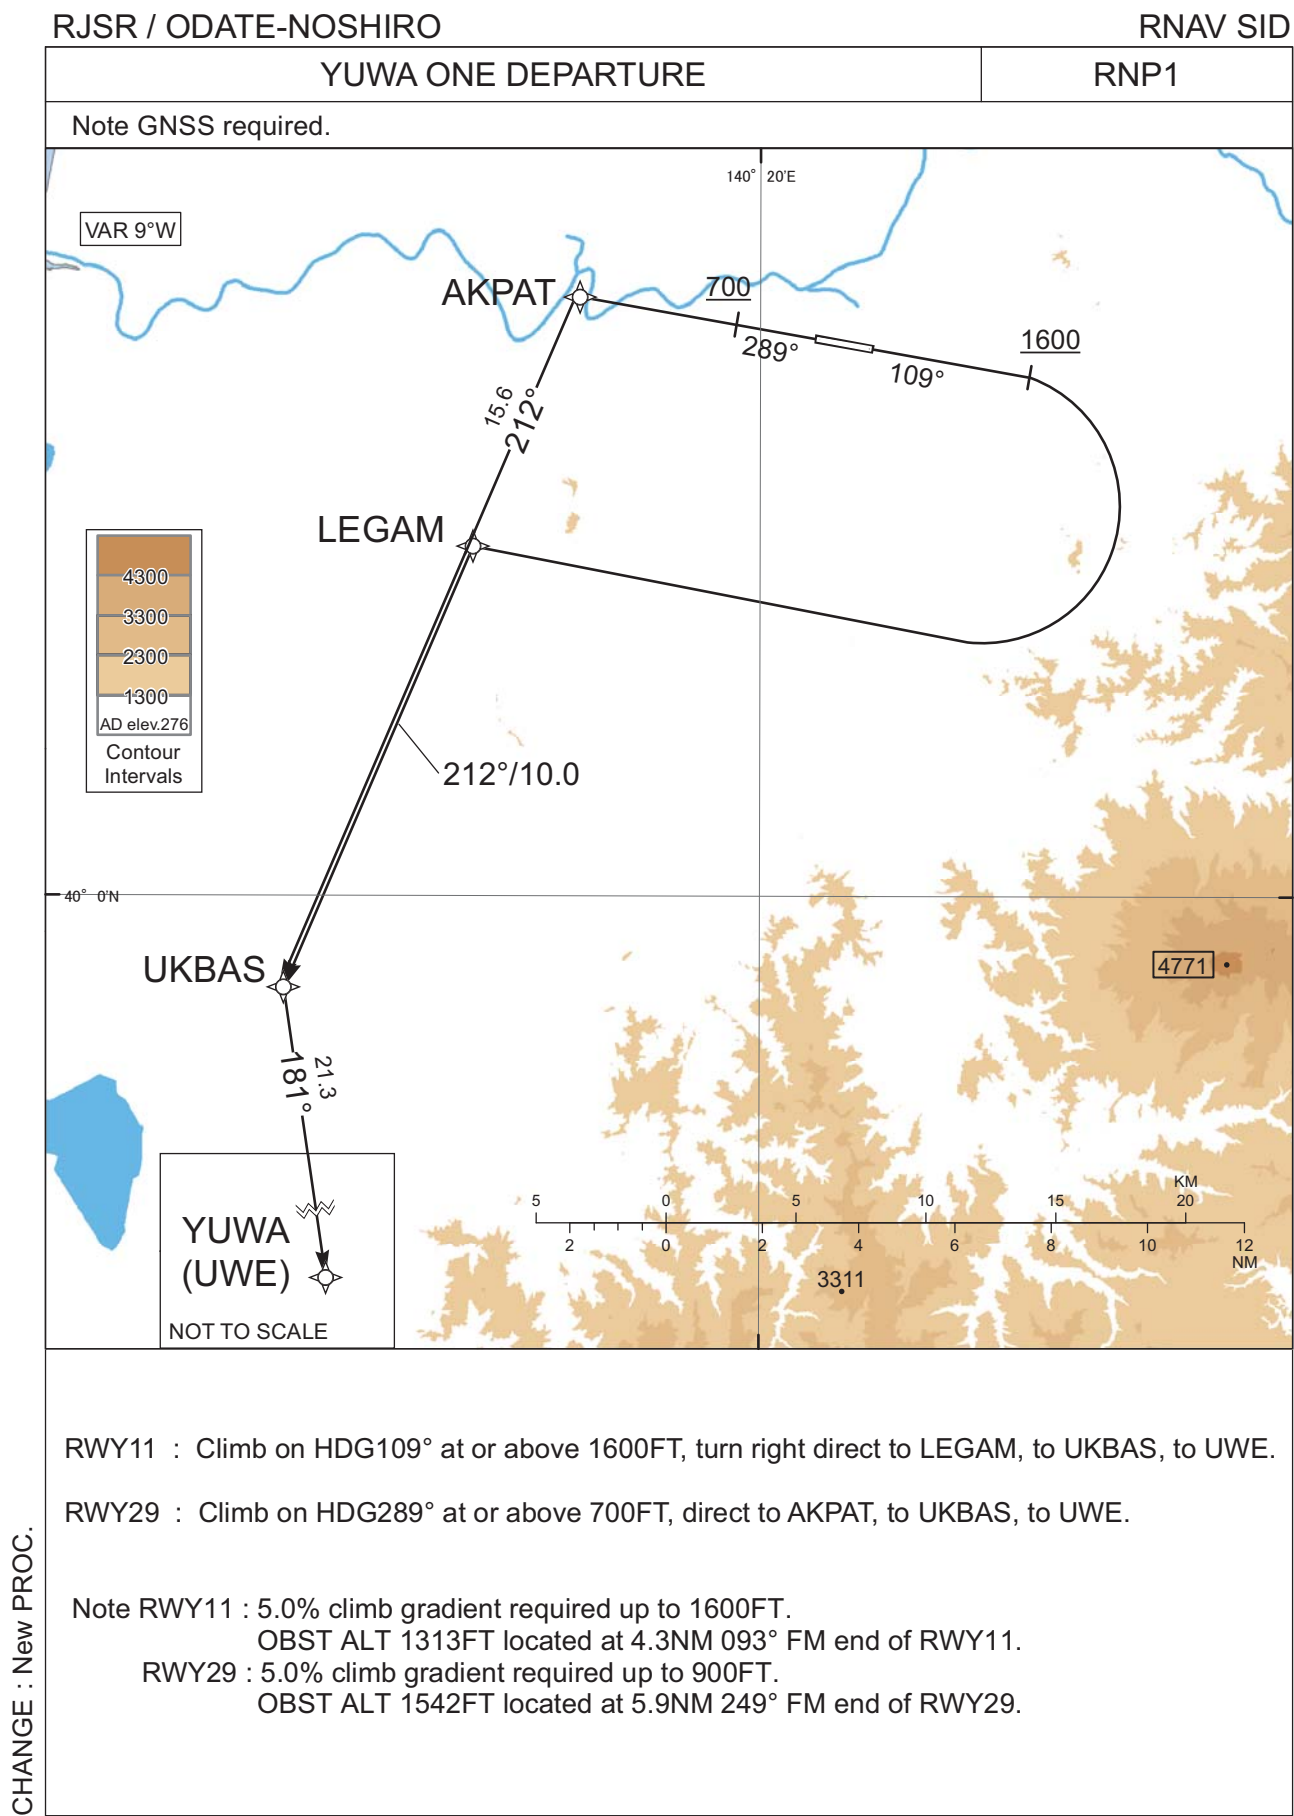 RJSR / ODATE-NOSHIRO
RNAV SID
YUWA ONE DEPARTURE
RNP1
Note GNSS required.
140° 20'E
VAR 9°W
AKPAT
700
289°
109°
1600
15.6
212°
LEGAM
4300
3300
2300
1300
AD elev.276
Contour
Intervals
212°/10.0
40° 0'N
UKBAS
4771
181°
21.3
YUWA
(UWE)
NOT TO SCALE
KM
5 0 5 10 15 20
2 0 2 4 6 8 10 12
NM
3311
RWY11 : Climb on HDG109° at or above 1600FT, turn right direct to LEGAM, to UKBAS, to UWE.
RWY29 : Climb on HDG289° at or above 700FT, direct to AKPAT, to UKBAS, to UWE.
Note RWY11 : 5.0% climb gradient required up to 1600FT.
OBST ALT 1313FT located at 4.3NM 093° FM end of RWY11.
RWY29 : 5.0% climb gradient required up to 900FT.
OBST ALT 1542FT located at 5.9NM 249° FM end of RWY29.
CHANGE : New PROC.